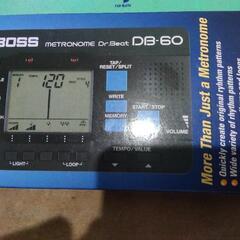 BOSS
METRONOME Dr.Beat DB-60
TAP/
RESET/SPLIT
WRITE
START/STOP
MEMORY
VOLUME
120
LIGHT
LOOP
TEMPO/VALUE
More Than Just a Metronome
Quickly create original rhythm patterns
Wide variety of rhythm patterns